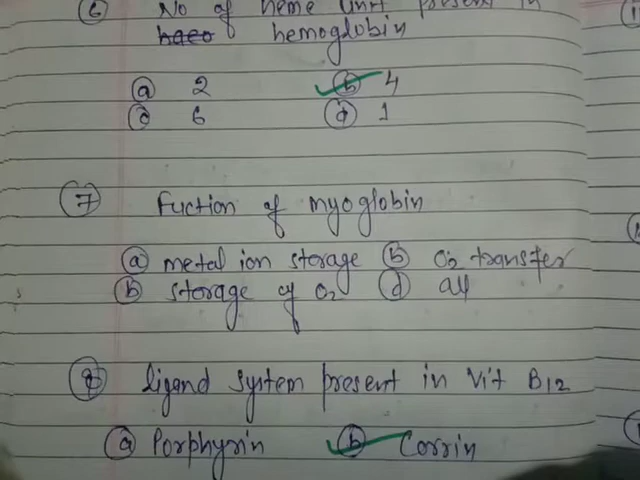 6 No of heme Unit present in
haeo hemoglobin
a 2 b 4
c 6 d 1
7 Fuction of myoglobin
a metal ion storage b O2 transfer
b storage of O2 d all
8 ligand system present in Vit B12
a Porphyrin b Corrin